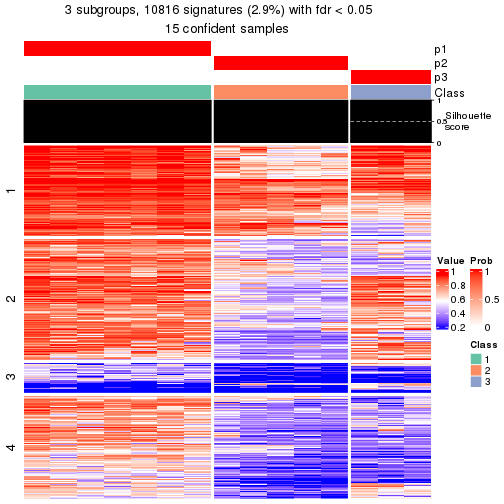 3 subgroups, 10816 signatures (2.9%) with fdr < 0.05
15 confident samples
p1
p2
p3
Class
1
0.5
0
Silhouette
score
1
2
3
4
Value
1
0.8
0.6
0.4
0.2
Prob
1
0.5
0
Class
1
2
3